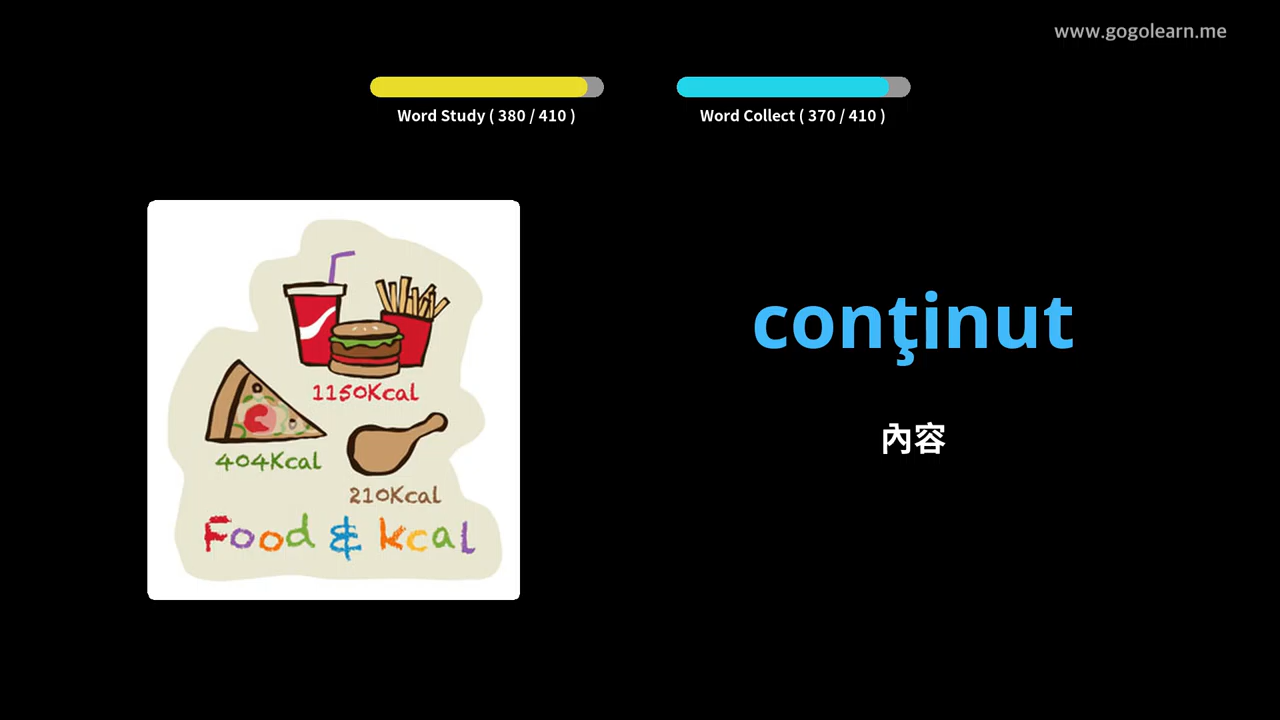 www.gogolearn.me
Word Study ( 380 / 410 )
Word Collect ( 370 / 410 )
1150Kcal
404Kcal
210Kcal
Food & kcal
conţinut
內容